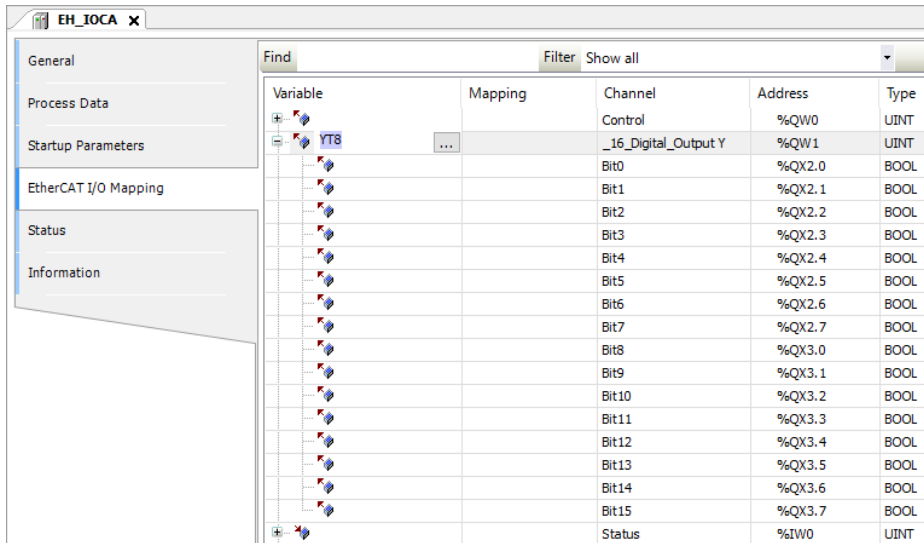 EH_IOCA X
General
Process Data
Startup Parameters
EtherCAT I/O Mapping
Status
Information
Find Filter Show all
Variable Mapping Channel Address Type
Control %QW0 UINT
YT8 ... _16_Digital_Output Y %QW1 UINT
Bit0 %QX2.0 BOOL
Bit1 %QX2.1 BOOL
Bit2 %QX2.2 BOOL
Bit3 %QX2.3 BOOL
Bit4 %QX2.4 BOOL
Bit5 %QX2.5 BOOL
Bit6 %QX2.6 BOOL
Bit7 %QX2.7 BOOL
Bit8 %QX3.0 BOOL
Bit9 %QX3.1 BOOL
Bit10 %QX3.2 BOOL
Bit11 %QX3.3 BOOL
Bit12 %QX3.4 BOOL
Bit13 %QX3.5 BOOL
Bit14 %QX3.6 BOOL
Bit15 %QX3.7 BOOL
Status %IW0 UINT